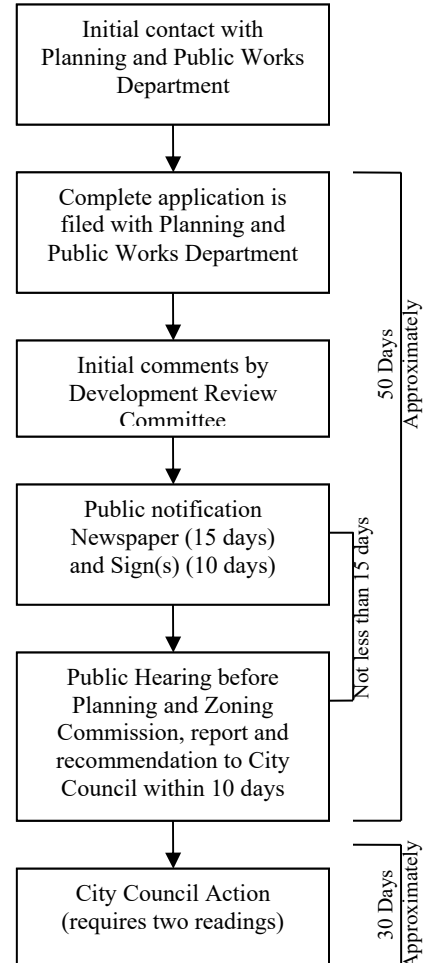 Initial contact with
Planning and Public Works
Department
Complete application is
filed with Planning and
Public Works Department
Initial comments by
Development Review
Committee
Public notification
Newspaper (15 days)
and Sign(s) (10 days)
Public Hearing before
Planning and Zoning
Commission, report and
recommendation to City
Council within 10 days
City Council Action
(requires two readings)
50 Days
Approximately
Not less than 15 days
30 Days
Approximately